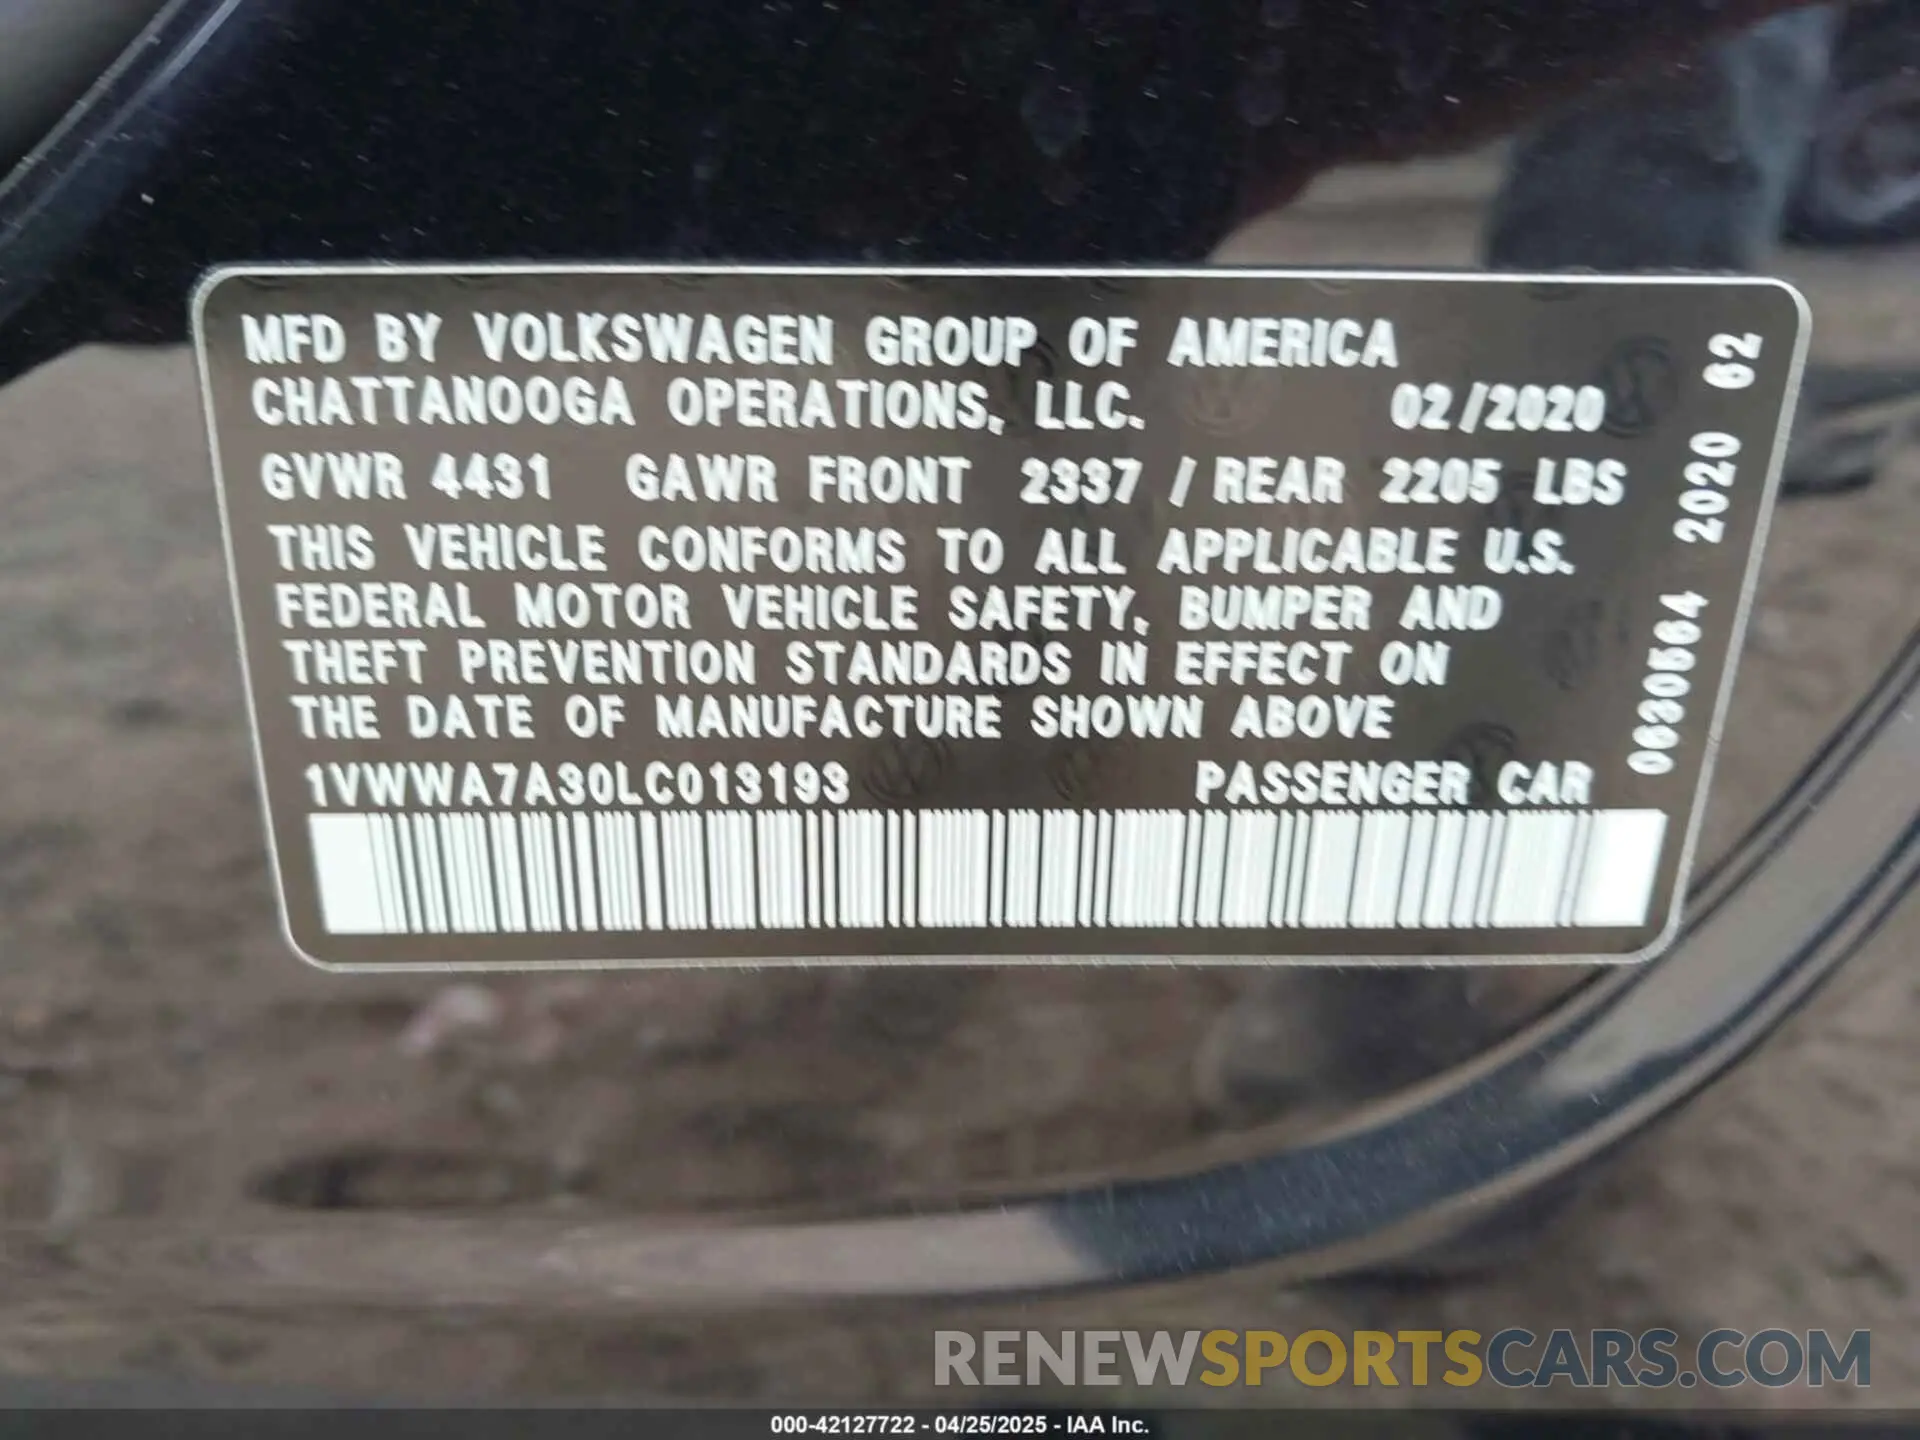 MFD BY VOLKSWAGEN GROUP OF AMERICA
CHATTANOOGA OPERATIONS, LLC. 02/2020
GVWR 4431 GAWR FRONT 2337 / REAR 2205 LBS
THIS VEHICLE CONFORMS TO ALL APPLICABLE U.S.
FEDERAL MOTOR VEHICLE SAFETY, BUMPER AND
THEFT PREVENTION STANDARDS IN EFFECT ON
THE DATE OF MANUFACTURE SHOWN ABOVE
1VWWA7A30LC013193 PASSENGER CAR
0630564 2020 62
RENEWSPORTSCARS.COM
000-42127722 - 04/25/2025 - IAA Inc.